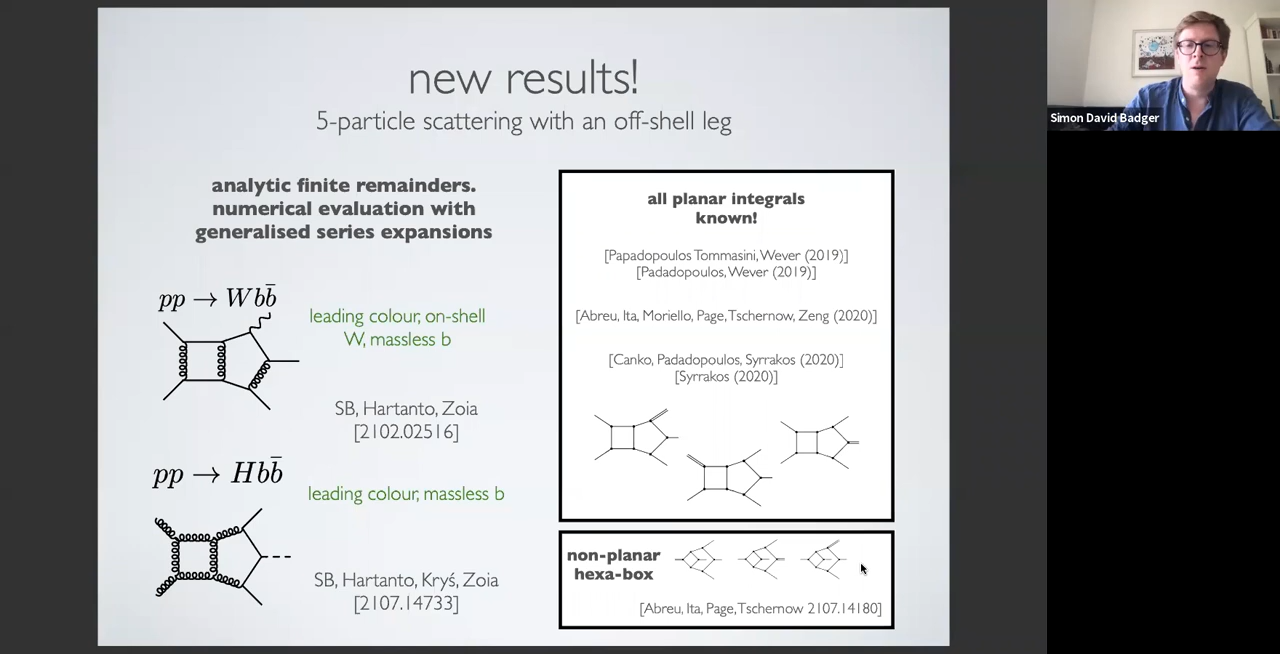 new results!
5-particle scattering with an off-shell leg
analytic finite remainders.
numerical evaluation with
generalised series expansions
pp → Wbb̄
leading colour, on-shell
W, massless b
SB, Hartanto, Zoia
[2102.02516]
pp → Hbb̄
leading colour, massless b
SB, Hartanto, Kryś, Zoia
[2107.14733]
all planar integrals
known!
[Papadopoulos Tommasini, Wever (2019)]
[Padadopoulos, Wever (2019)]
[Abreu, Ita, Moriello, Page, Tschernow, Zeng (2020)]
[Canko, Padadopoulos, Syrrakos (2020)]
[Syrrakos (2020)]
non-planar
hexa-box
[Abreu, Ita, Page, Tschernow 2107.14180]
Simon David Badger